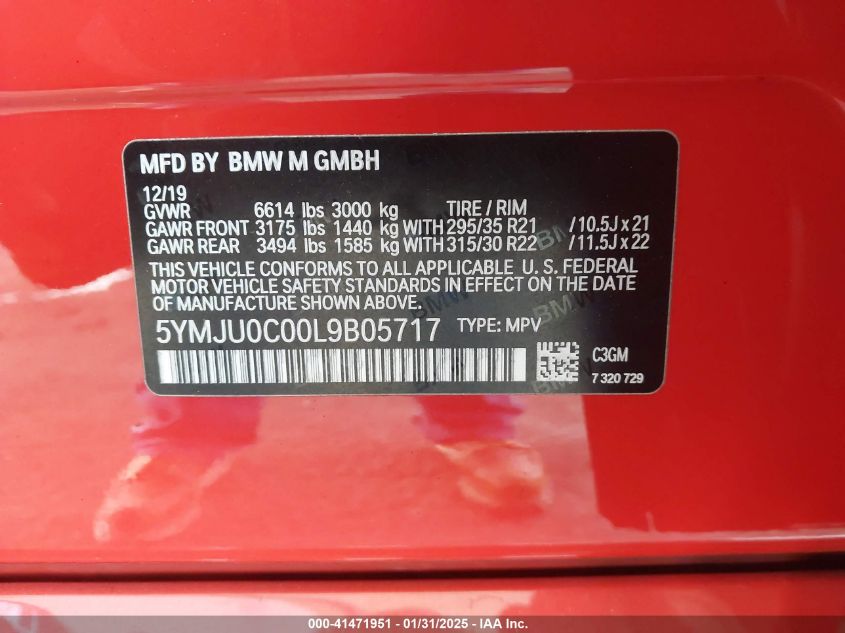 MFD BY BMW M GMBH
12/19
GVWR 6614 lbs 3000 kg TIRE / RIM
GAWR FRONT 3175 lbs 1440 kg WITH 295/35 R21 /10.5J x 21
GAWR REAR 3494 lbs 1585 kg WITH 315/30 R22 /11.5J x 22
THIS VEHICLE CONFORMS TO ALL APPLICABLE U. S. FEDERAL
MOTOR VEHICLE SAFETY STANDARDS IN EFFECT ON THE DATE
OF MANUFACTURE SHOWN ABOVE.
5YMJU0C00L9B05717 TYPE: MPV
C3GM
7 320 729
000-41471951 - 01/31/2025 - © IAA, Inc.